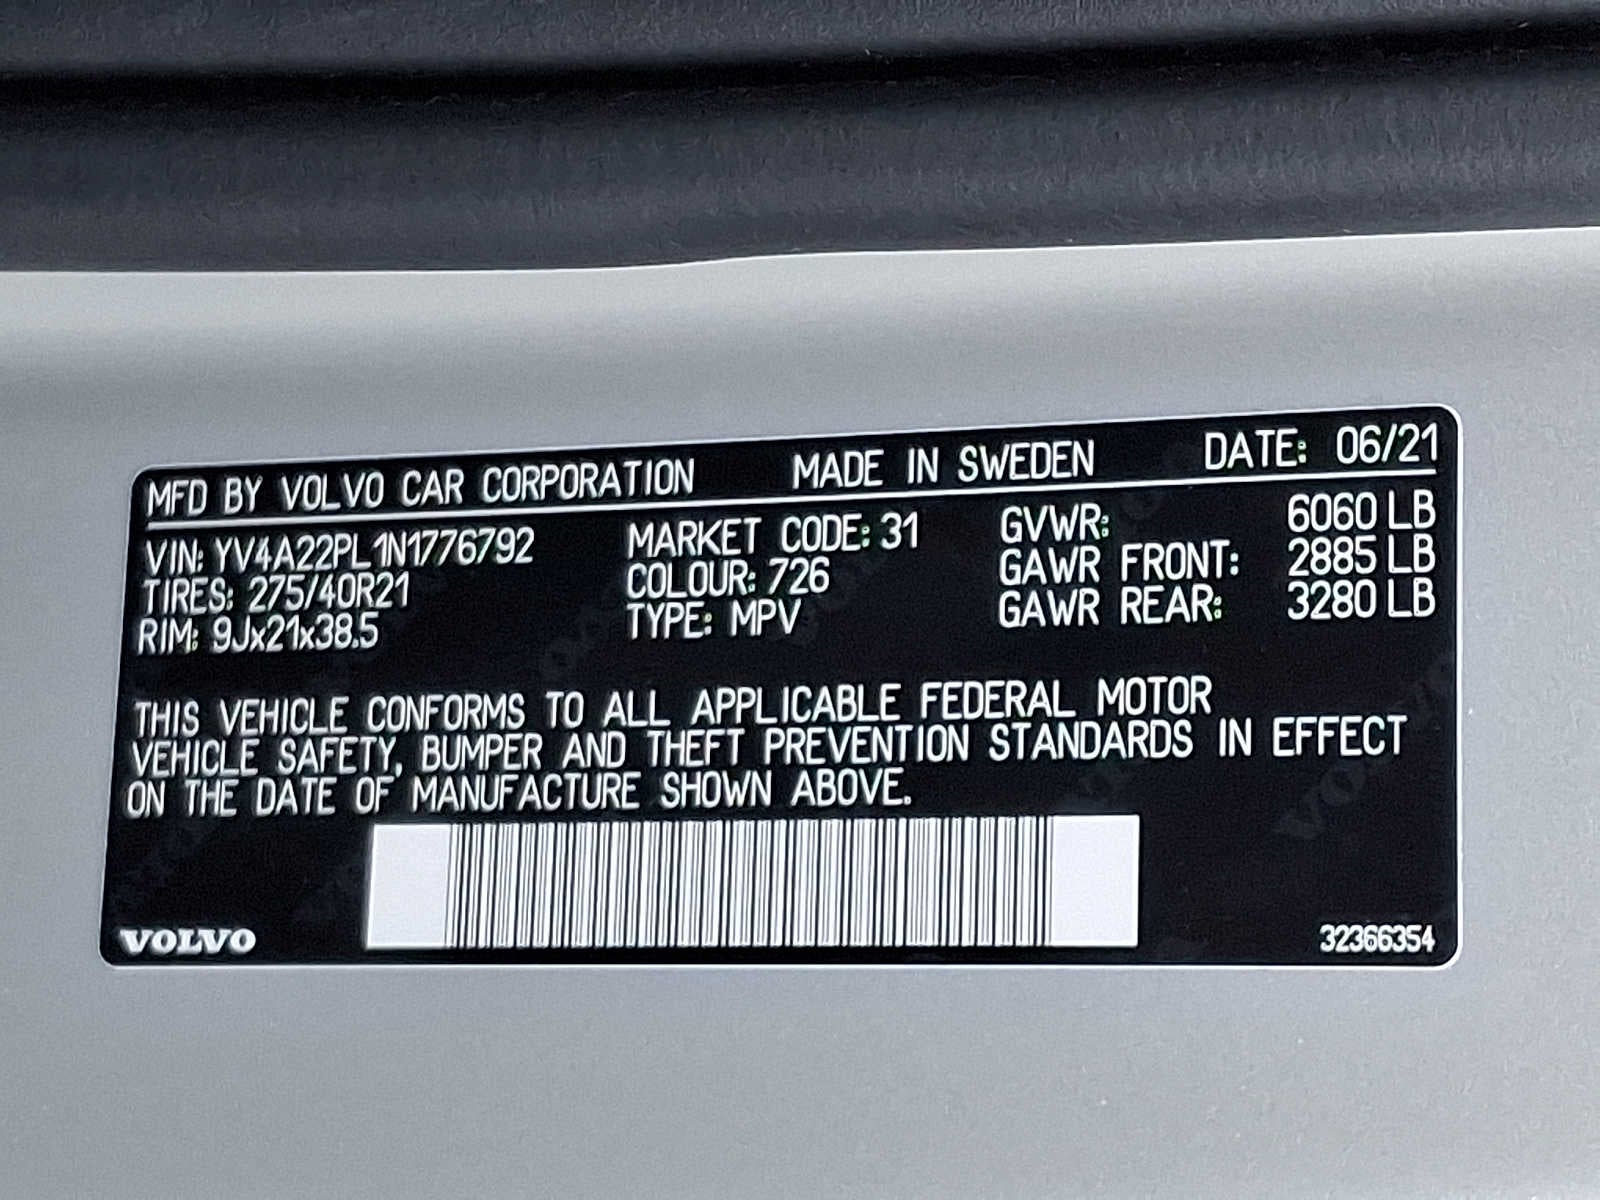 MFD BY VOLVO CAR CORPORATION MADE IN SWEDEN DATE: 06/21
VIN: YV4A22PL1N1776792 MARKET CODE: 31 GVWR: 6060 LB
TIRES: 275/40R21 COLOUR: 726 GAWR FRONT: 2885 LB
RIM: 9Jx21x38.5 TYPE: MPV GAWR REAR: 3280 LB
THIS VEHICLE CONFORMS TO ALL APPLICABLE FEDERAL MOTOR
VEHICLE SAFETY, BUMPER AND THEFT PREVENTION STANDARDS IN EFFECT
ON THE DATE OF MANUFACTURE SHOWN ABOVE.
VOLVO 32366354